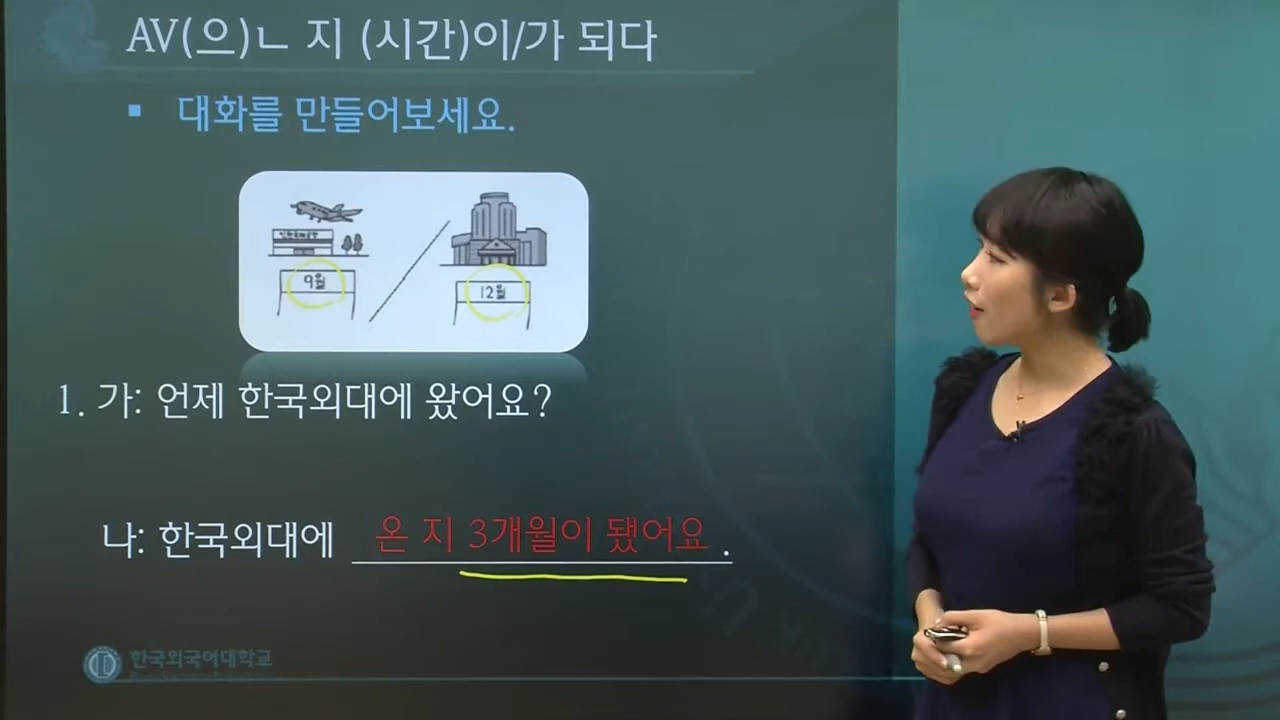 AV(으)ㄴ 지 (시간)이/가 되다
▪ 대화를 만들어보세요.
9월
12월
1. 가: 언제 한국외대에 왔어요?
나: 한국외대에 온 지 3개월이 됐어요.
한국외국어대학교